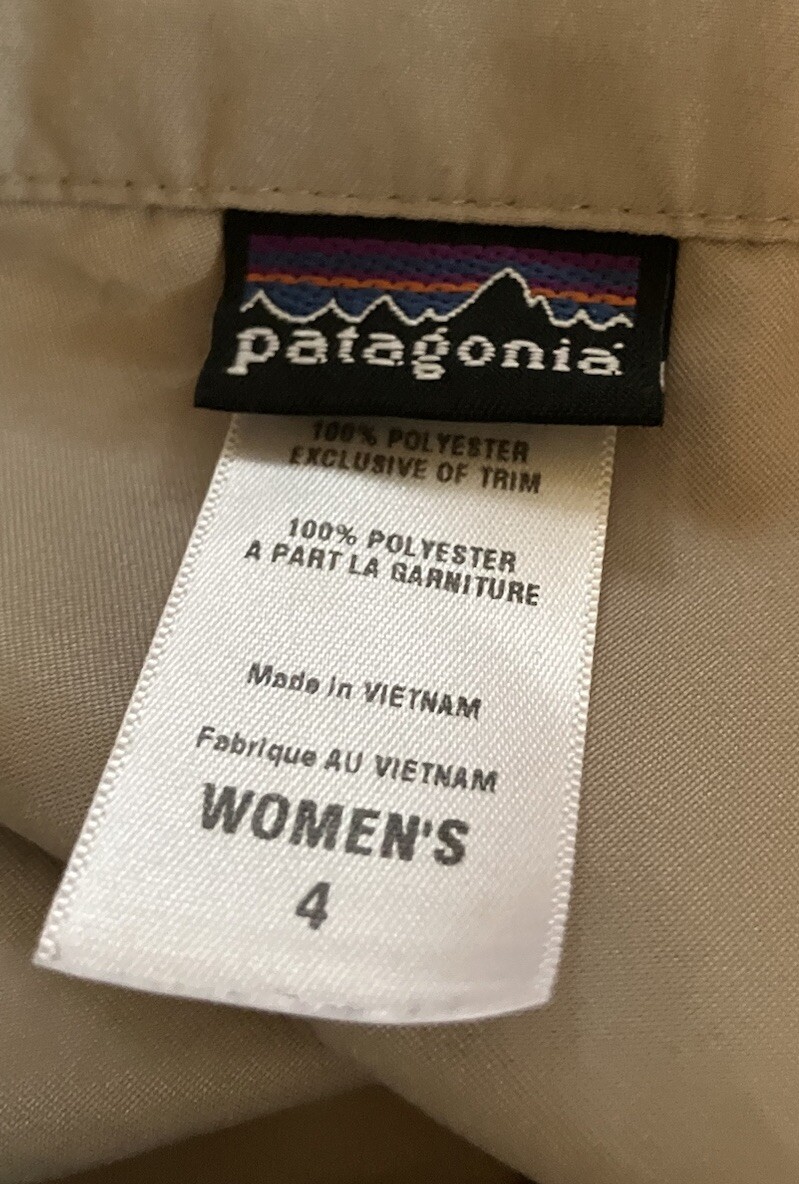 patagonia
100% POLYESTER
EXCLUSIVE OF TRIM
100% POLYESTER
A PART LA GARNITURE
Made in VIETNAM
Fabrique AU VIETNAM
WOMEN'S
4